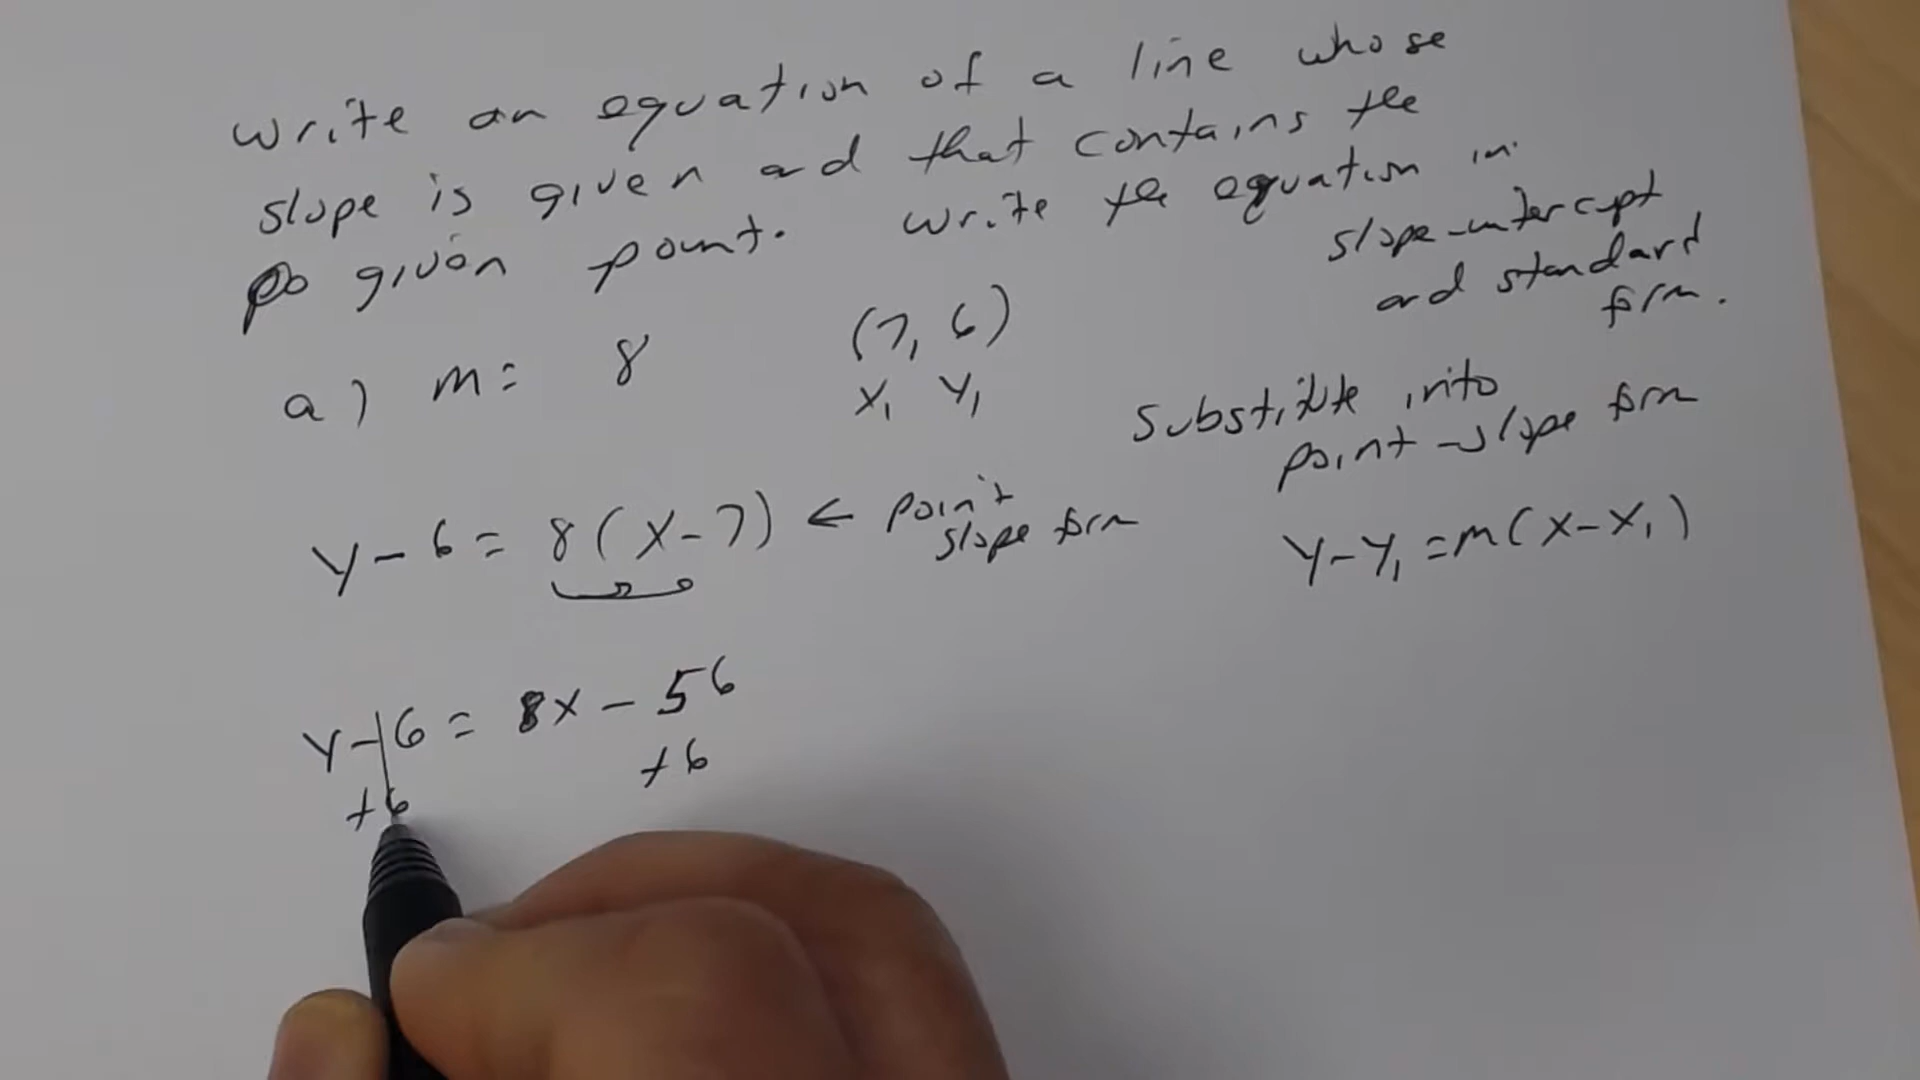 write an equation of a line whose
slope is given and that contains the
given point. write the equation in
slope-intercept
and standard
form.
a) m= 8 (7, 6)
x₁ y₁
Substitute into
point-slope form
y-y₁=m(x-x₁)
y-6=8(x-7) ← point
slope form
y-6=8x-56
+6 +6